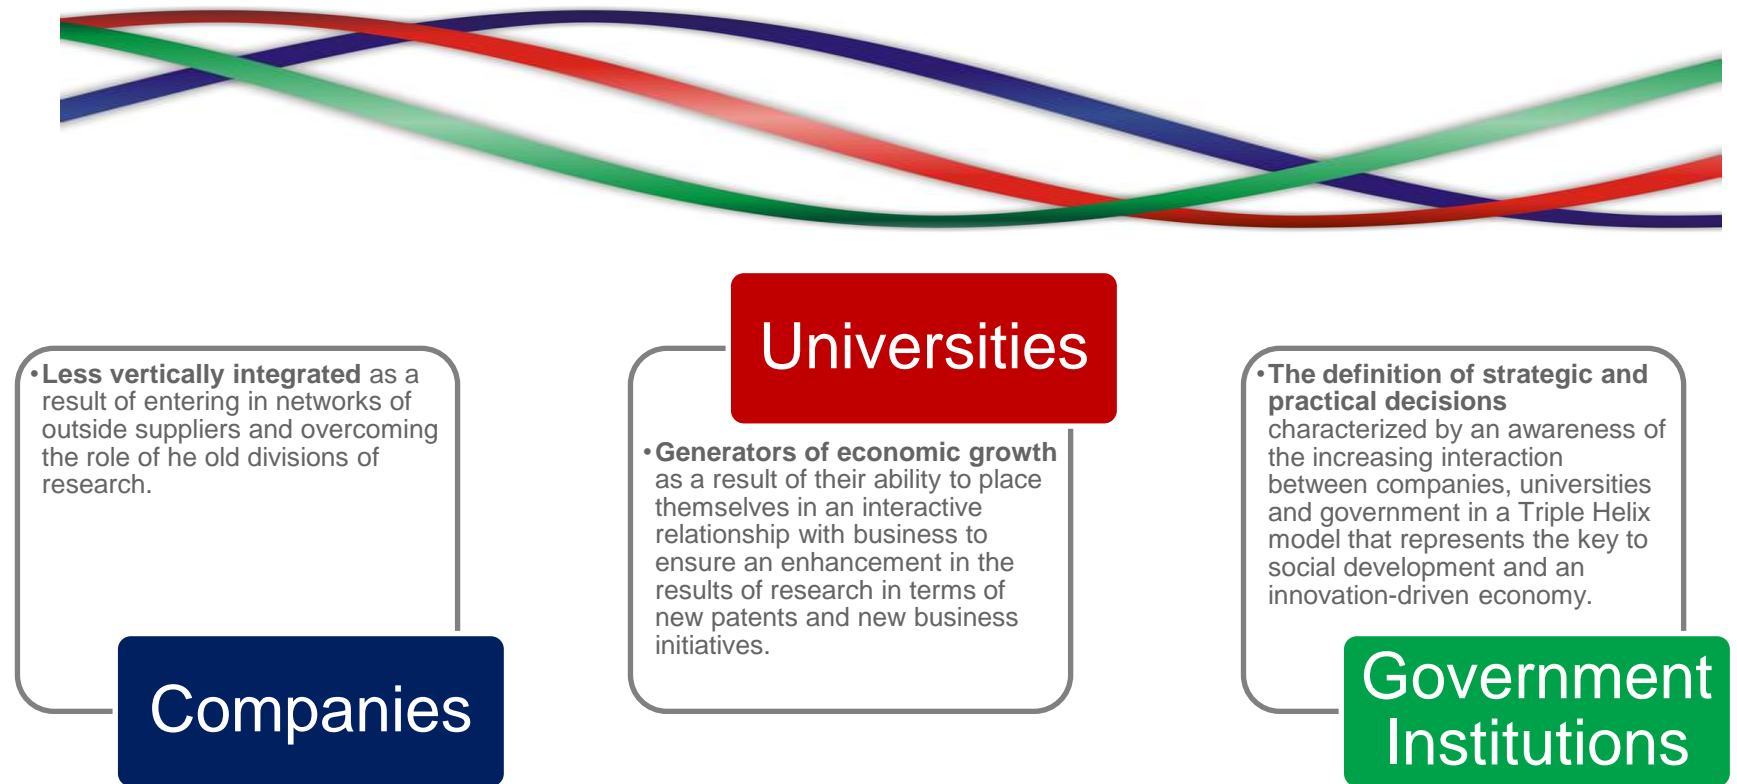 •Less vertically integrated as a
result of entering in networks of
outside suppliers and overcoming
the role of he old divisions of
research.
Companies
Universities
•Generators of economic growth
as a result of their ability to place
themselves in an interactive
relationship with business to
ensure an enhancement in the
results of research in terms of
new patents and new business
initiatives.
•The definition of strategic and
practical decisions
characterized by an awareness of
the increasing interaction
between companies, universities
and government in a Triple Helix
model that represents the key to
social development and an
innovation-driven economy.
Government
Institutions